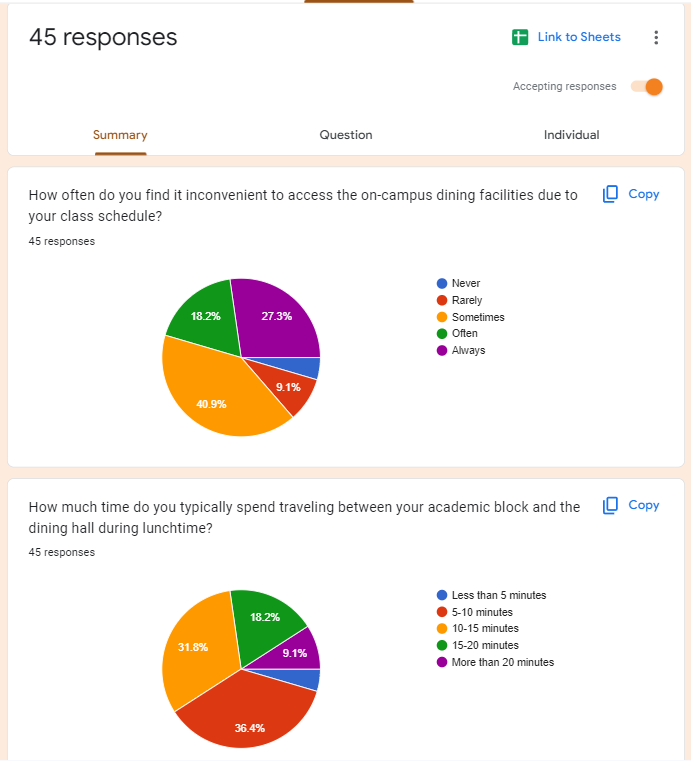 45 responses
Link to Sheets
Accepting responses
Summary
Question
Individual
How often do you find it inconvenient to access the on-campus dining facilities due to
your class schedule?
Copy
45 responses
18.2%
27.3%
9.1%
40.9%
Never
Rarely
Sometimes
Often
Always
How much time do you typically spend traveling between your academic block and the
dining hall during lunchtime?
Copy
45 responses
18.2%
31.8%
9.1%
36.4%
Less than 5 minutes
5-10 minutes
10-15 minutes
15-20 minutes
More than 20 minutes